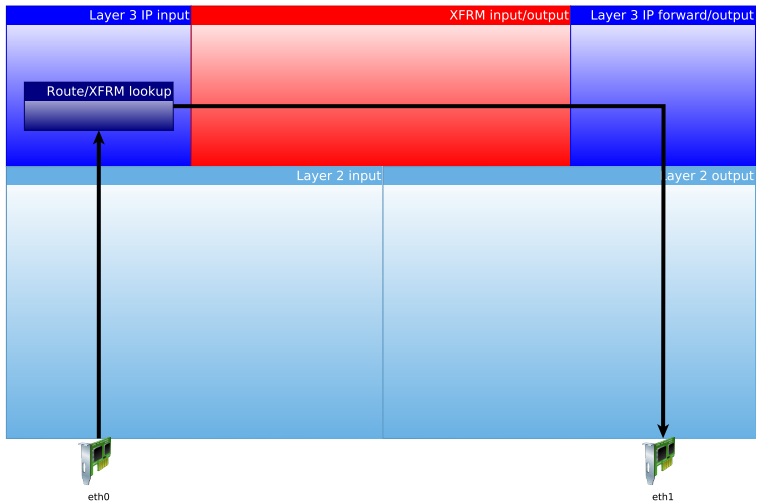 Layer 3 IP input
XFRM input/output
Layer 3 IP forward/output
Route/XFRM lookup
Layer 2 input
Layer 2 output
eth0
eth1